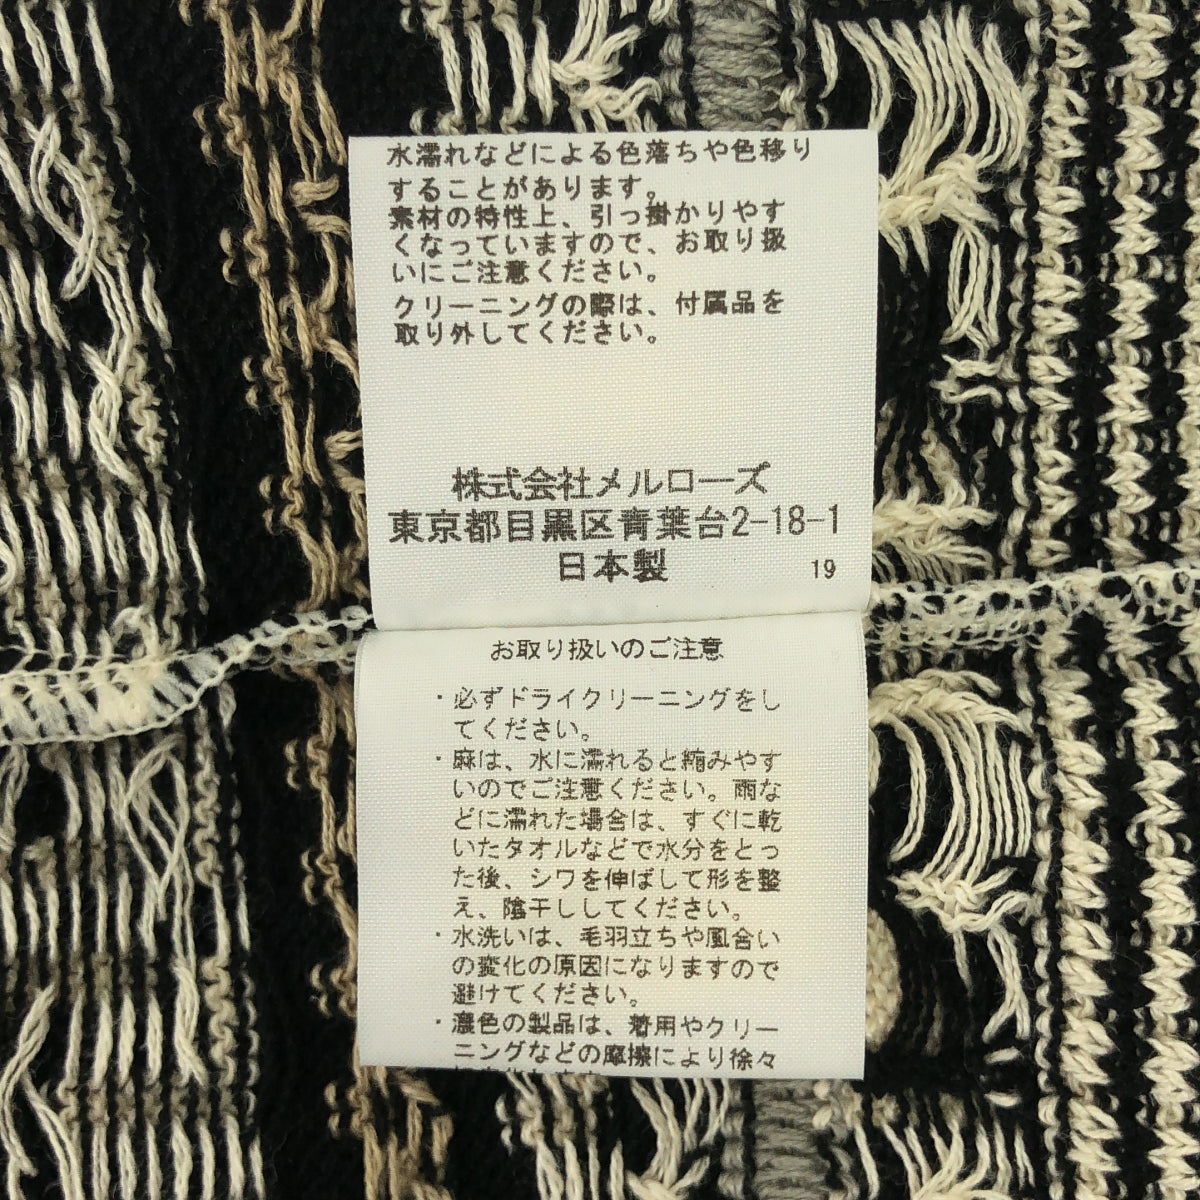 水濡れなどによる色落ちや色移り
することがあります。
素材の特性上、引っ掛かりやす
くなっていますので、お取り扱
いにご注意ください。
クリーニングの際は、付属品を
取り外してください。
株式会社メルローズ
東京都目黒区青葉台2-18-1
日本製 19
お取り扱いのご注意
・必ずドライクリーニングをし
てください。
・麻は、水に濡れると縮みやす
いのでご注意ください。雨な
どに濡れた場合は、すぐに乾
いたタオルなどで水分をとっ
た後、シワを伸ばして形を整
え、陰干ししてください。
・水洗いは、毛羽立ちや風合い
の変化の原因になりますので
避けてください。
・濃色の製品は、着用やクリー
ニングなどの摩擦により徐々